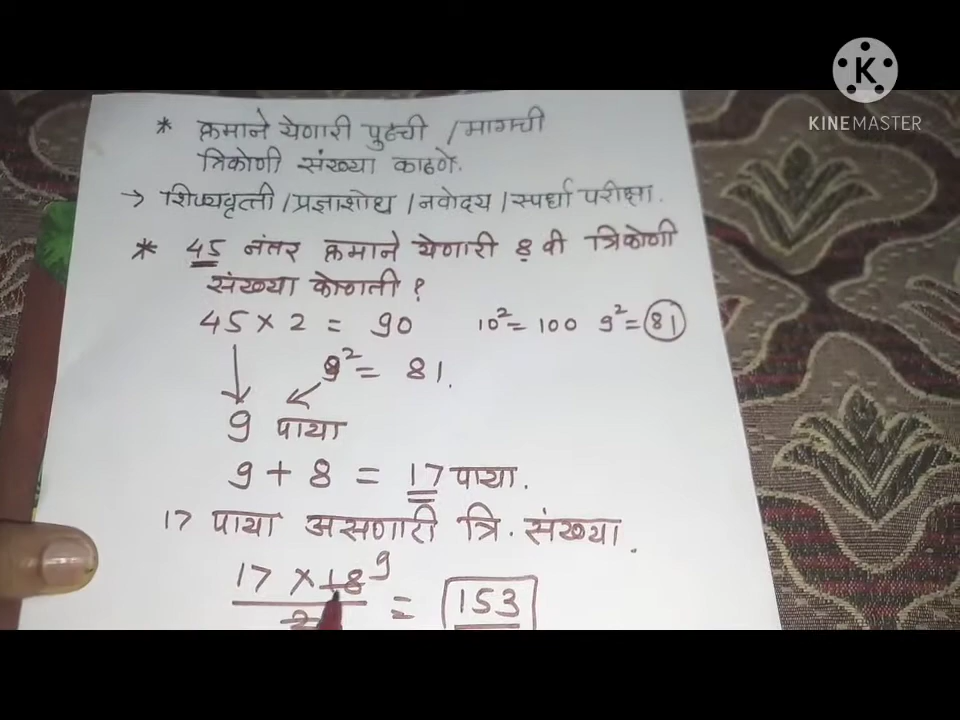 K
KINEMASTER
* क्रमाने येणारी पुढची / मागची
त्रिकोणी संख्या काढणे.
→ शिष्यवृत्ती / प्रज्ञाशोध / नवोदय / स्पर्धा परीक्षा.
* 45 नंतर क्रमाने येणारी 8 वी त्रिकोणी
संख्या कोणती ?
45 × 2 = 90 10² = 100 9² = 81
9² = 81.
9 पाया
9 + 8 = 17 पाया.
17 पाया असणारी त्रि. संख्या.
17 × 18 9
2 = 153